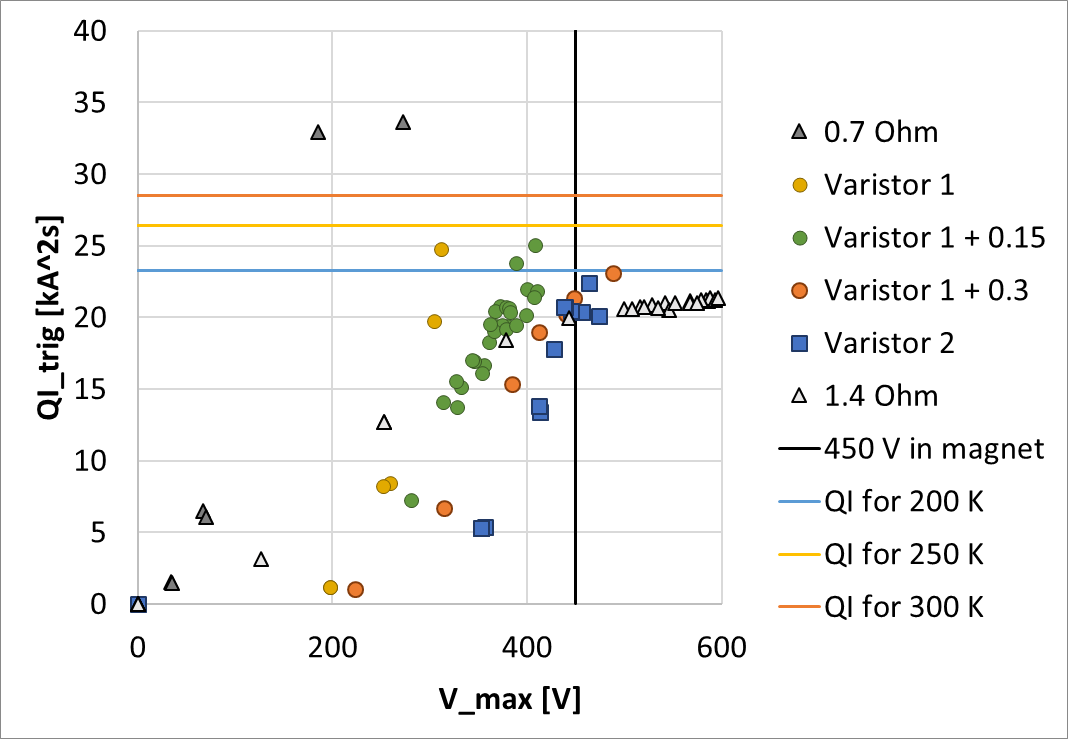 40
35
30
25
20
15
10
5
0
QI_trig [kA^2s]
0 200 400 600
V_max [V]
0.7 Ohm
Varistor 1
Varistor 1 + 0.15
Varistor 1 + 0.3
Varistor 2
1.4 Ohm
450 V in magnet
QI for 200 K
QI for 250 K
QI for 300 K